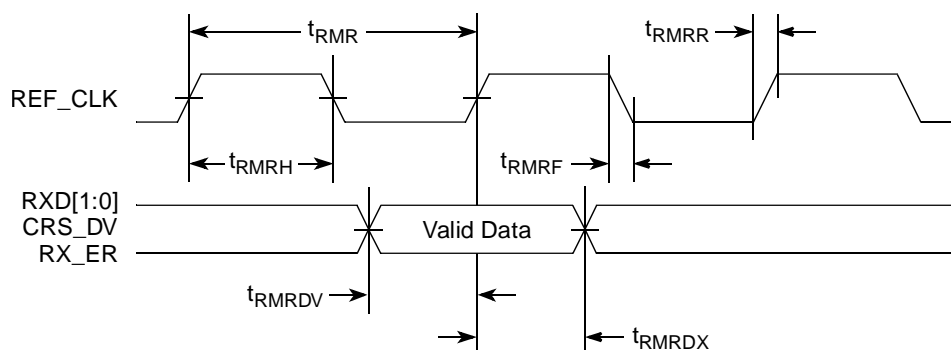 tRMR
tRMRR
REF_CLK
tRMRH
tRMRF
RXD[1:0]
CRS_DV
RX_ER
Valid Data
tRMRDV
tRMRDX